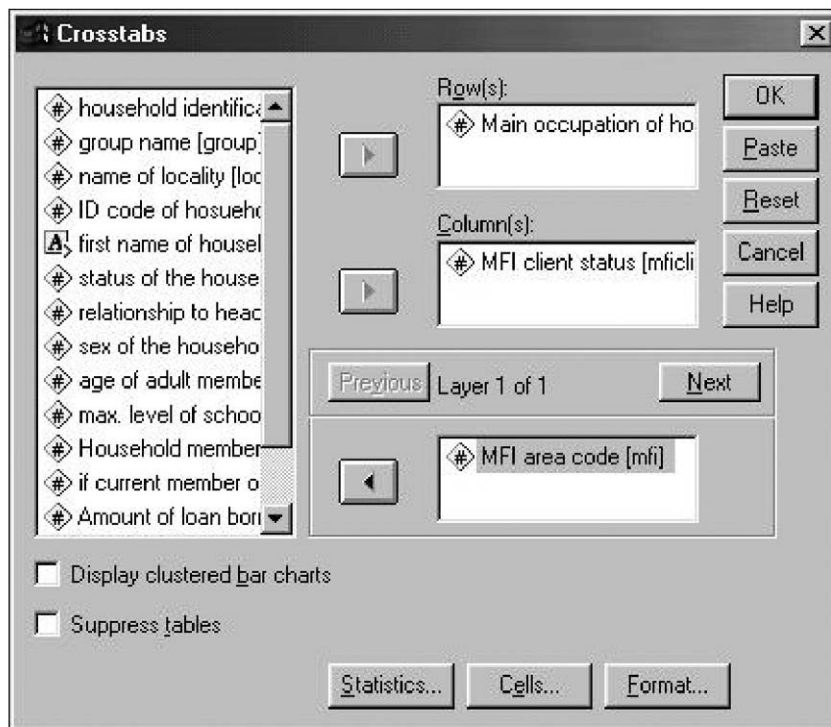 Crosstabs
household identifica
group name [group]
name of locality [loc
ID code of hosueho
first name of housel
status of the house
relationship to head
sex of the househo
age of adult membe
max. level of schoo
Household member
if current member o
Amount of loan borr
Row(s):
Main occupation of ho
Column(s):
MFI client status [mficli
Previous
Layer 1 of 1
Next
MFI area code [mfi]
OK
Paste
Reset
Cancel
Help
Display clustered bar charts
Suppress tables
Statistics...
Cells...
Format...